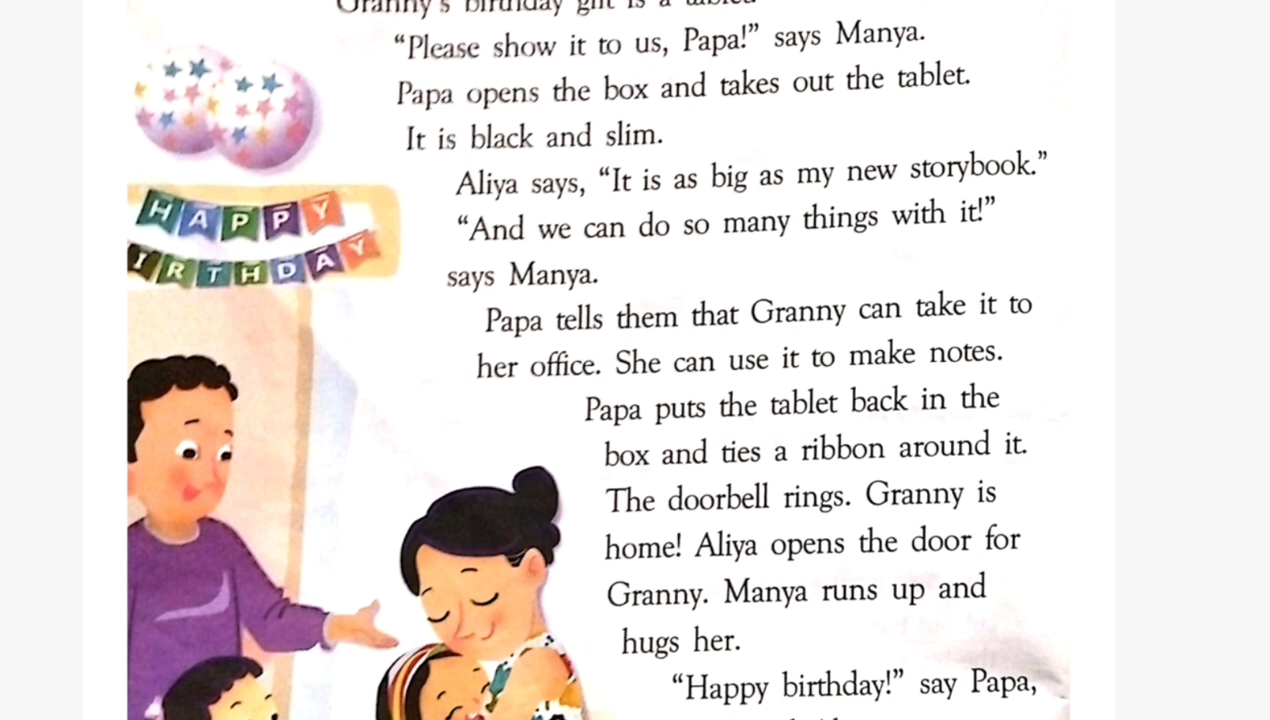 Granny's birthday gift is a tablet.
"Please show it to us, Papa!" says Manya.
Papa opens the box and takes out the tablet.
It is black and slim.
Aliya says, "It is as big as my new storybook."
"And we can do so many things with it!"
says Manya.
Papa tells them that Granny can take it to
her office. She can use it to make notes.
Papa puts the tablet back in the
box and ties a ribbon around it.
The doorbell rings. Granny is
home! Aliya opens the door for
Granny. Manya runs up and
hugs her.
"Happy birthday!" say Papa,
HAPPY
IRTHDAY